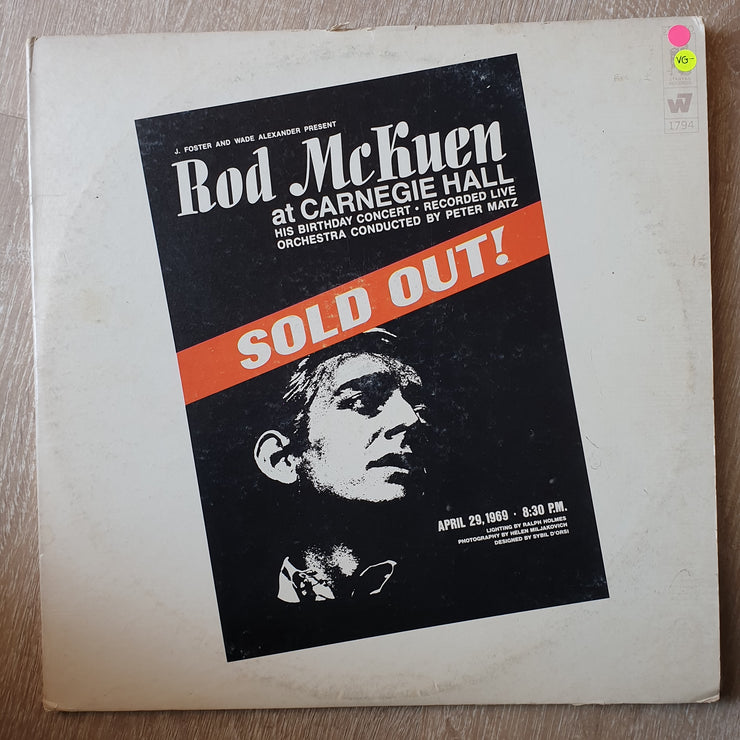 VG-
W
1794
J. FOSTER AND WADE ALEXANDER PRESENT
Rod McKuen
at CARNEGIE HALL
HIS BIRTHDAY CONCERT • RECORDED LIVE
ORCHESTRA CONDUCTED BY PETER MATZ
SOLD OUT!
APRIL 29, 1969 · 8:30 P.M.
LIGHTING BY RALPH HOLMES
PHOTOGRAPHY BY HELEN MILJAKOVICH
DESIGNED BY SYBIL D'ORSI